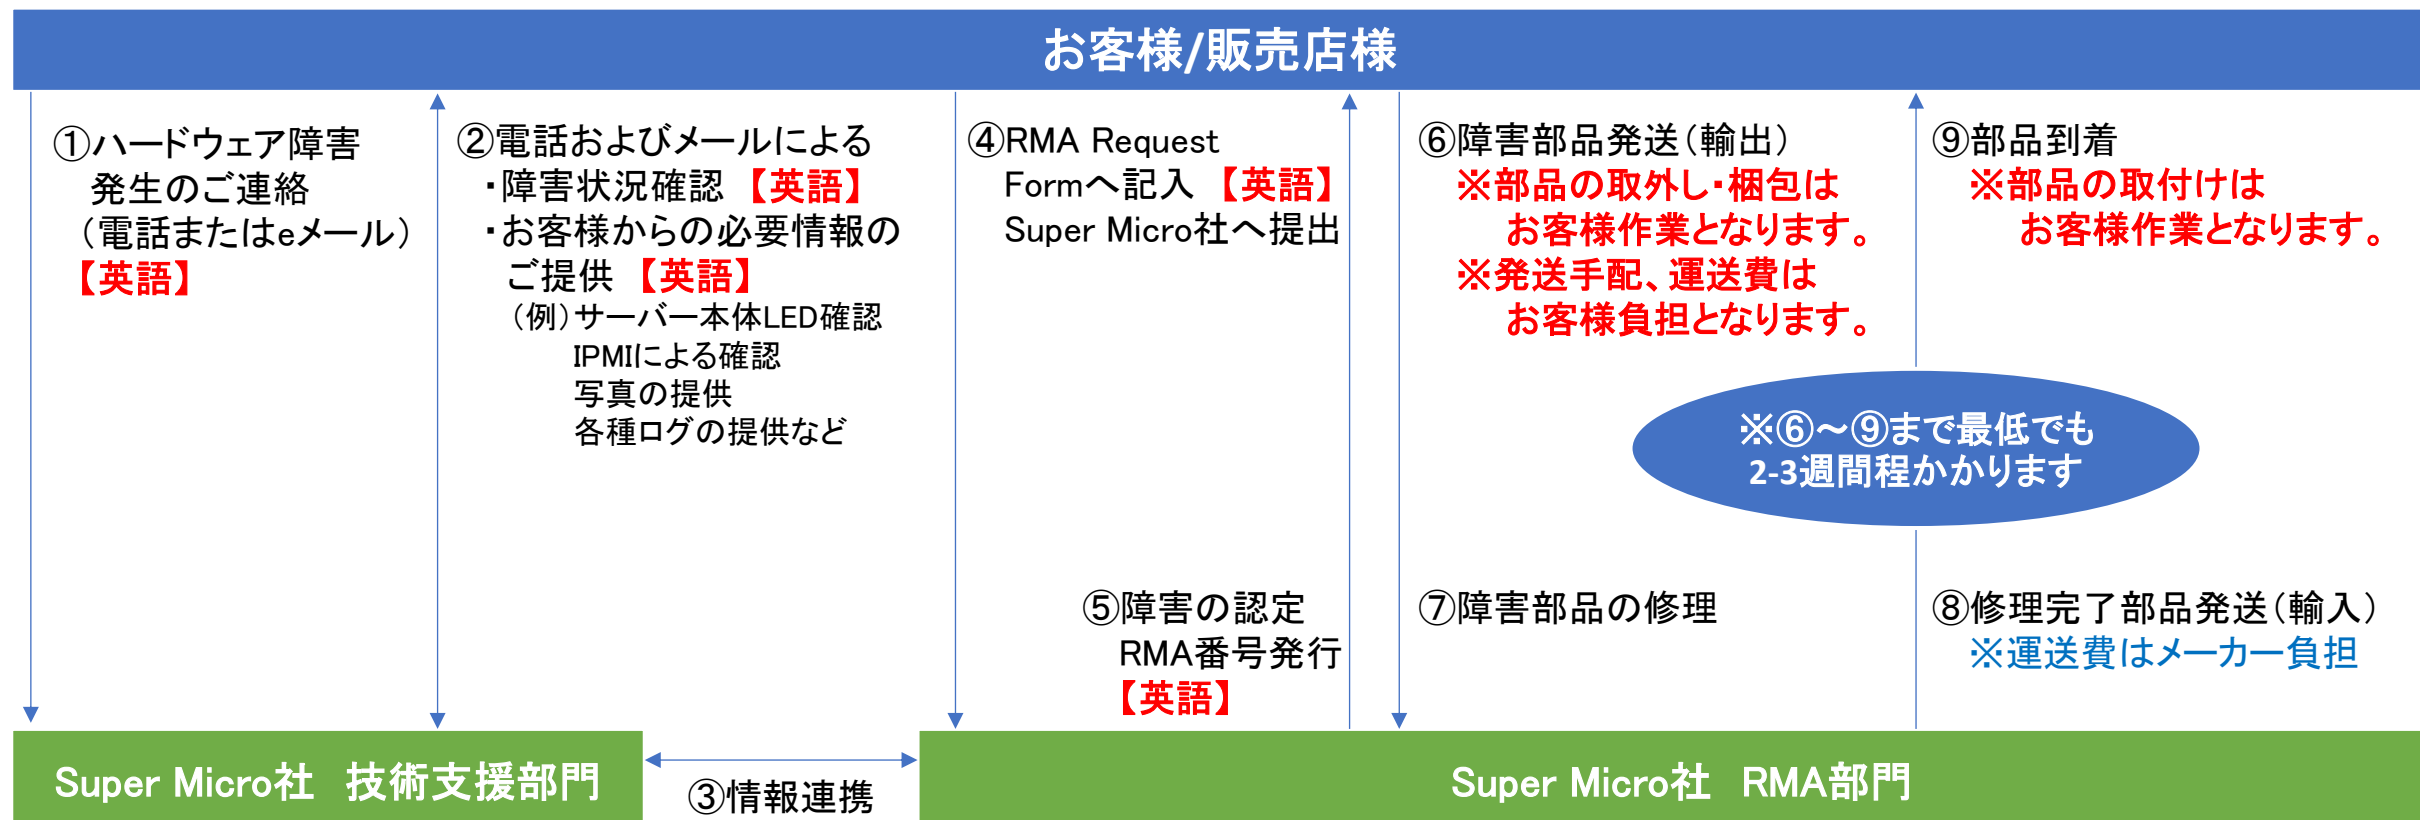 お客様/販売店様
①ハードウェア障害
発生のご連絡
（電話またはeメール）
【英語】
②電話およびメールによる
・障害状況確認 【英語】
・お客様からの必要情報の
ご提供 【英語】
（例）サーバー本体LED確認
IPMIによる確認
写真の提供
各種ログの提供など
③情報連携
④RMA Request
Formへ記入 【英語】
Super Micro社へ提出
⑤障害の認定
RMA番号発行
【英語】
⑥障害部品発送（輸出）
※部品の取外し・梱包は
お客様作業となります。
※発送手配、運送費は
お客様負担となります。
⑦障害部品の修理
⑨部品到着
※部品の取付けは
お客様作業となります。
※⑥～⑨まで最低でも
2-3週間程かかります
⑧修理完了部品発送（輸入）
※運送費はメーカー負担
Super Micro社　技術支援部門
Super Micro社　RMA部門